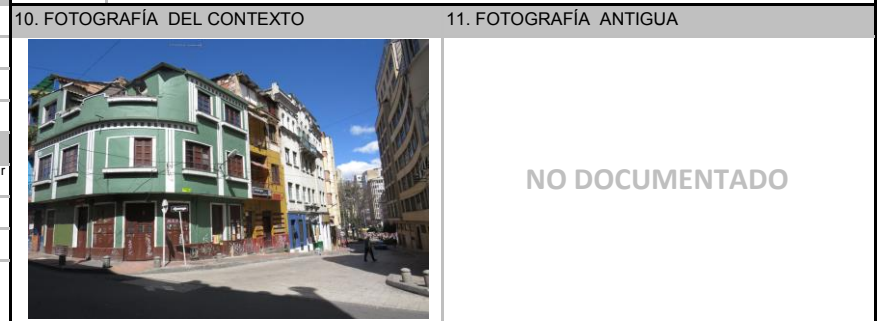 10. FOTOGRAFÍA  DEL CONTEXTO
11. FOTOGRAFÍA  ANTIGUA
r
NO DOCUMENTADO